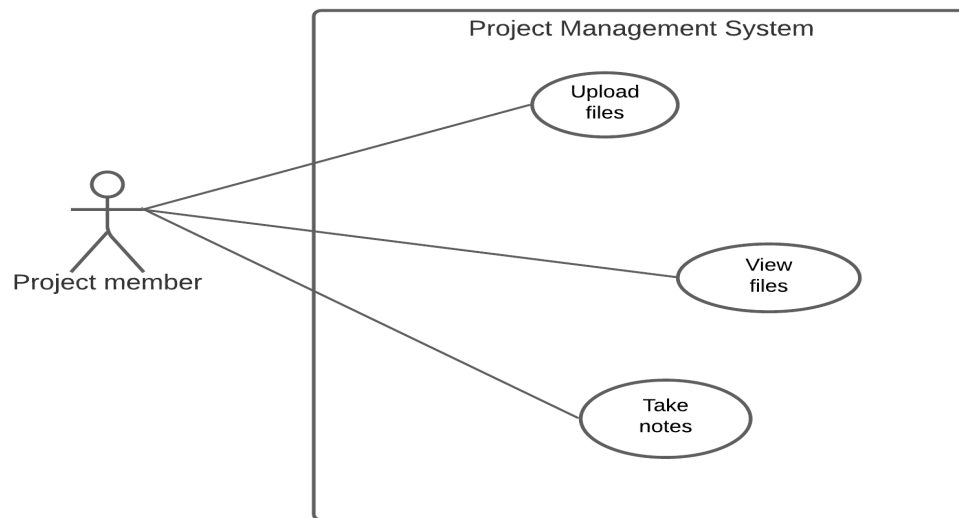 Project Management System
Upload
files
Project member
View
files
Take
notes